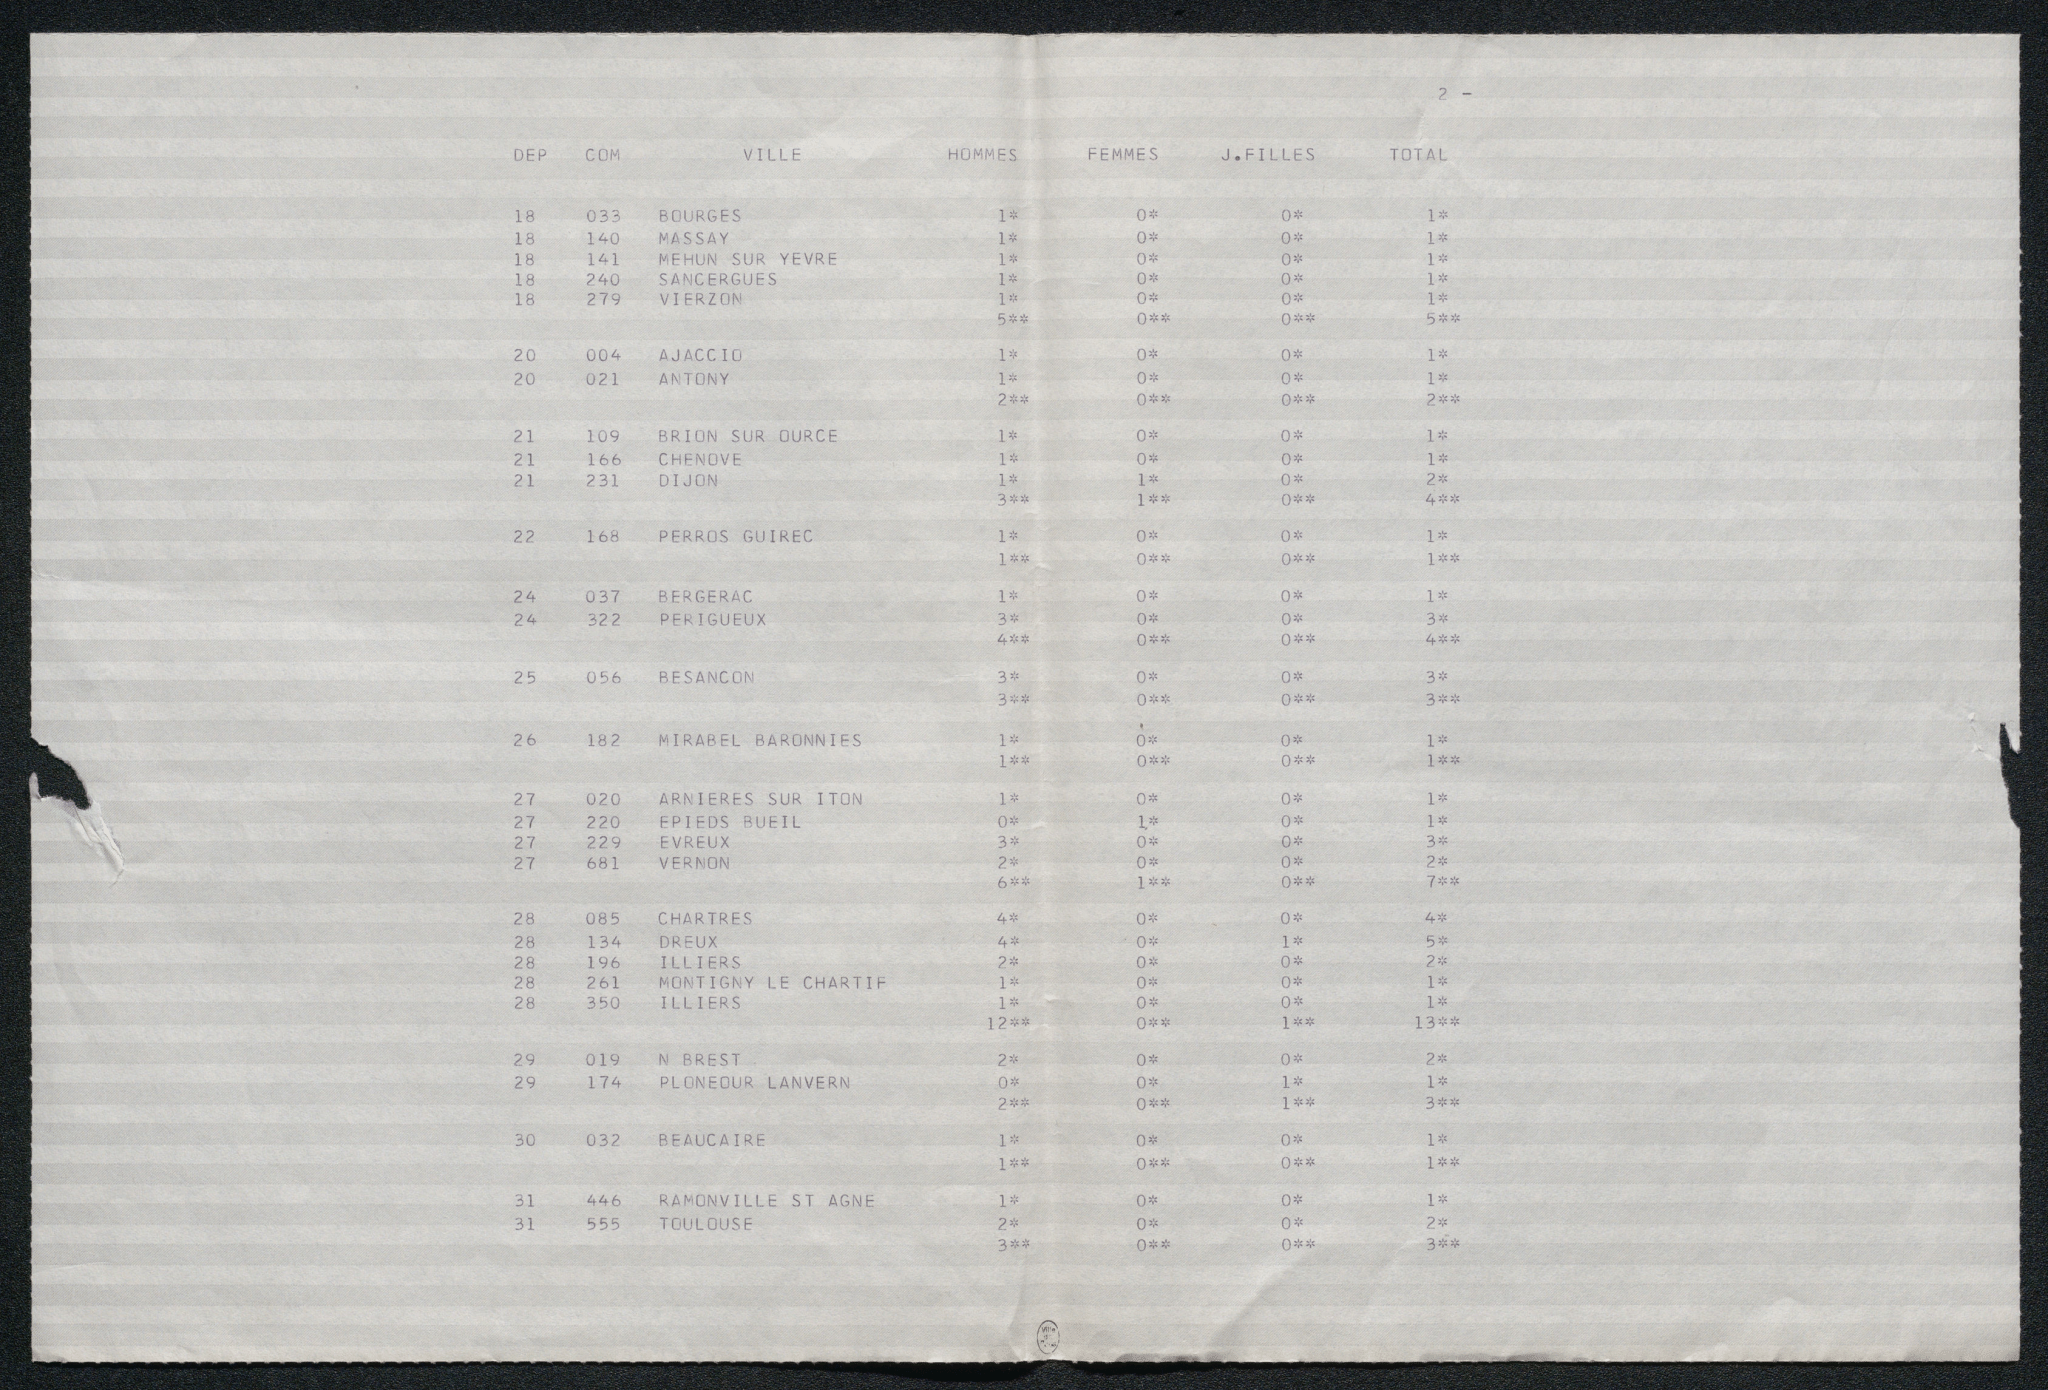 2 -
DEP COM VILLE HOMMES FEMMES J.FILLES TOTAL
18 033 BOURGES 1* 0* 0* 1*
18 140 MASSAY 1* 0* 0* 1*
18 141 MEHUN SUR YEVRE 1* 0* 0* 1*
18 240 SANCERGUES 1* 0* 0* 1*
18 279 VIERZON 1* 0* 0* 1*
5** 0** 0** 5**
20 004 AJACCIO 1* 0* 0* 1*
20 021 ANTONY 1* 0* 0* 1*
2** 0** 0** 2**
21 109 BRION SUR OURCE 1* 0* 0* 1*
21 166 CHENOVE 1* 0* 0* 1*
21 231 DIJON 1* 1* 0* 2*
3** 1** 0** 4**
22 168 PERROS GUIREC 1* 0* 0* 1*
1** 0** 0** 1**
24 037 BERGERAC 1* 0* 0* 1*
24 322 PERIGUEUX 3* 0* 0* 3*
4** 0** 0** 4**
25 056 BESANCON 3* 0* 0* 3*
3** 0** 0** 3**
26 182 MIRABEL BARONNIES 1* 0* 0* 1*
1** 0** 0** 1**
27 020 ARNIERES SUR ITON 1* 0* 0* 1*
27 220 EPIEDS BUEIL 0* 1* 0* 1*
27 229 EVREUX 3* 0* 0* 3*
27 681 VERNON 2* 0* 0* 2*
6** 1** 0** 7**
28 085 CHARTRES 4* 0* 0* 4*
28 134 DREUX 4* 0* 1* 5*
28 196 ILLIERS 2* 0* 0* 2*
28 261 MONTIGNY LE CHARTIF 1* 0* 0* 1*
28 350 ILLIERS 1* 0* 0* 1*
12** 0** 1** 13**
29 019 N BREST 2* 0* 0* 2*
29 174 PLONEOUR LANVERN 0* 0* 1* 1*
2** 0** 1** 3**
30 032 BEAUCAIRE 1* 0* 0* 1*
1** 0** 0** 1**
31 446 RAMONVILLE ST AGNE 1* 0* 0* 1*
31 555 TOULOUSE 2* 0* 0* 2*
3** 0** 0** 3**
Ville